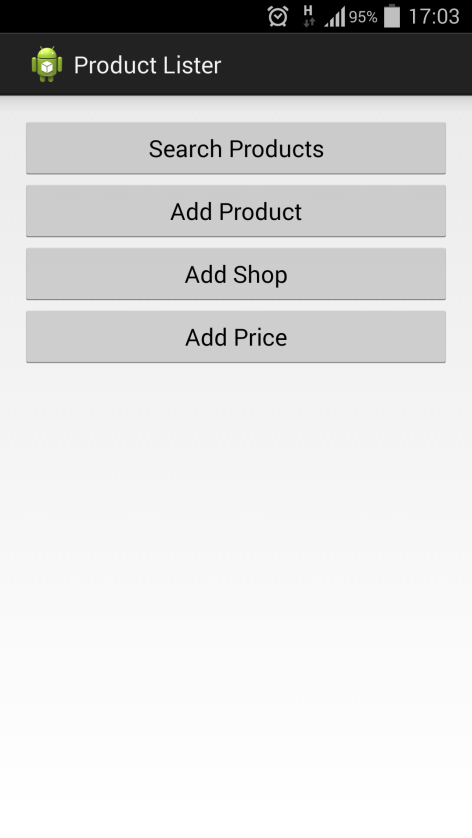 H 95% 17:03
Product Lister
Search Products
Add Product
Add Shop
Add Price